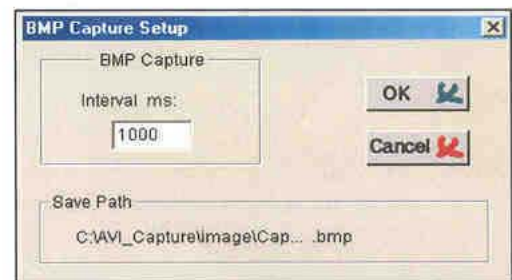 BMP Capture Setup
BMP Capture
Interval ms:
1000
OK
Cancel
Save Path
C:\AVI_Capture\image\Cap... .bmp